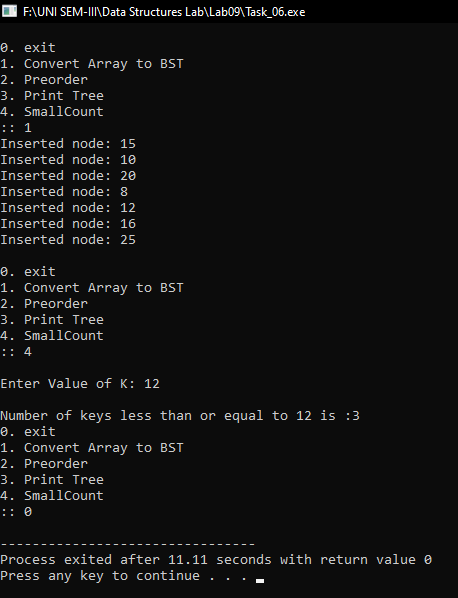 F:\UNI SEM-III\Data Structures Lab\Lab09\Task_06.exe
0. exit
1. Convert Array to BST
2. Preorder
3. Print Tree
4. SmallCount
:: 1
Inserted node: 15
Inserted node: 10
Inserted node: 20
Inserted node: 8
Inserted node: 12
Inserted node: 16
Inserted node: 25
0. exit
1. Convert Array to BST
2. Preorder
3. Print Tree
4. SmallCount
:: 4
Enter Value of K: 12
Number of keys less than or equal to 12 is :3
0. exit
1. Convert Array to BST
2. Preorder
3. Print Tree
4. SmallCount
:: 0
--------------------------------
Process exited after 11.11 seconds with return value 0
Press any key to continue . . .